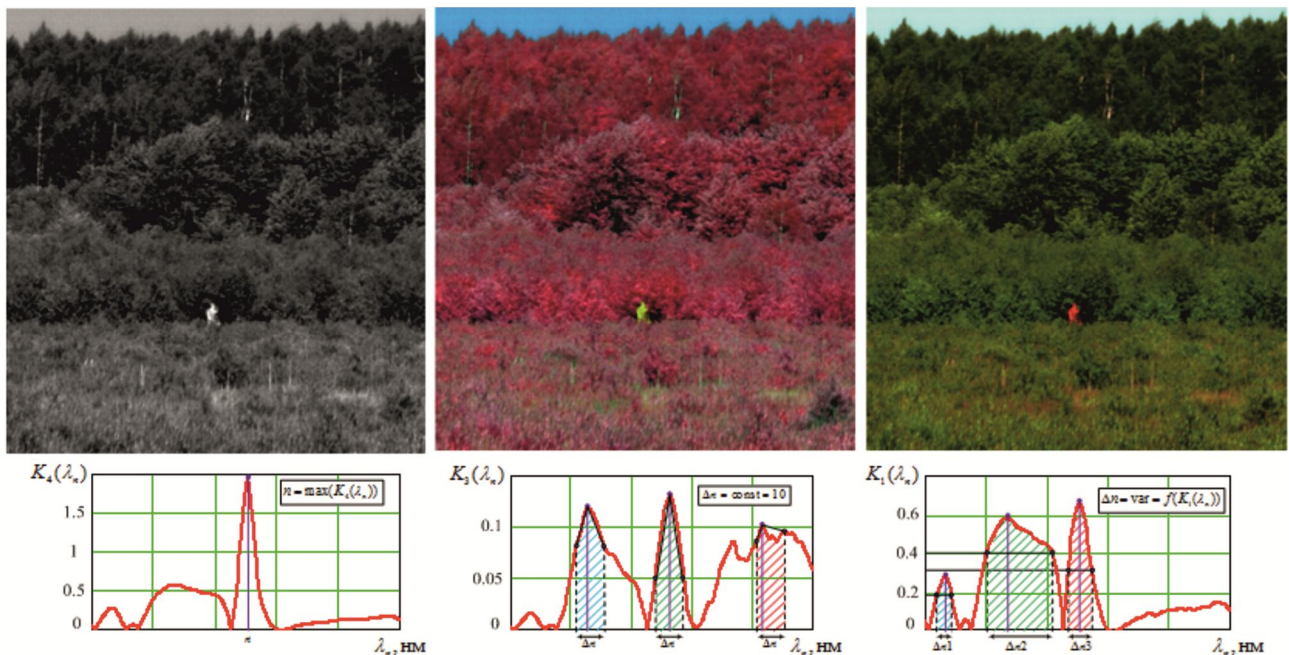 K₄(λₙ)
n = max(K₄(λₙ))
1.5
1
0.5
0
n
λₙ, НМ
K₃(λₙ)
Δn = const = 10
0.1
0.05
0
Δn Δn Δn
λₙ, НМ
K₁(λₙ)
Δn = var = f(K₁(λₙ))
0.6
0.4
0.2
0
Δn1 Δn2 Δn3
λₙ, НМ